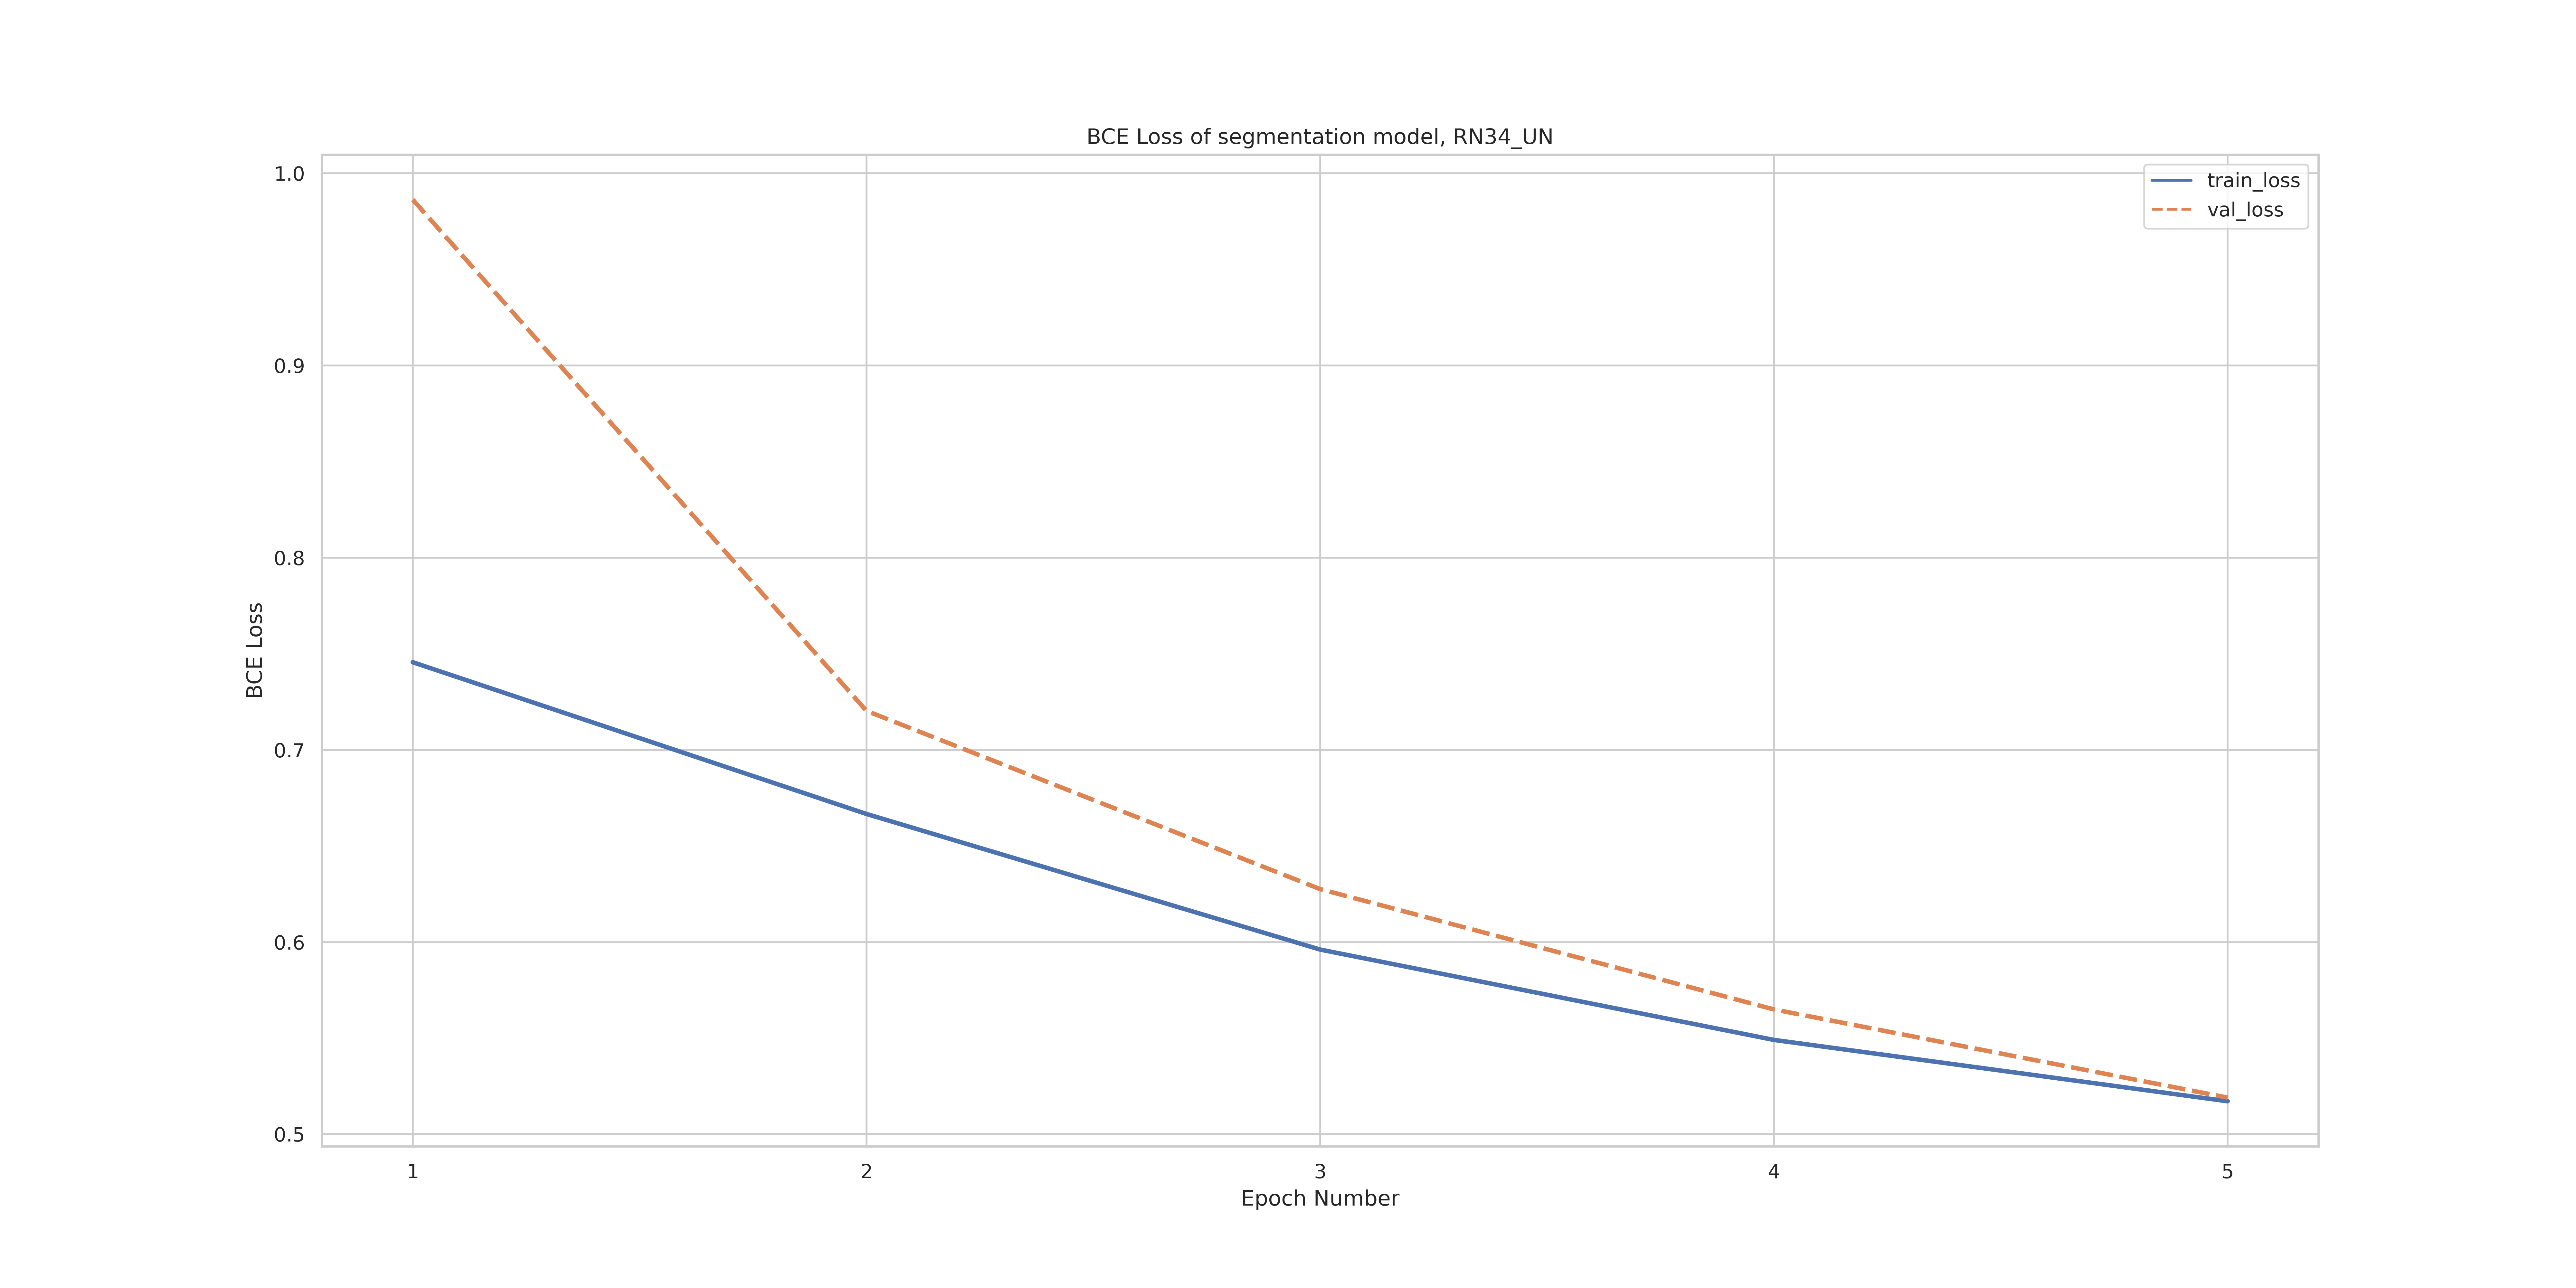 BCE Loss of segmentation model, RN34_UN
train_loss
val_loss
1.0
0.9
0.8
0.7
0.6
0.5
BCE Loss
1 2 3 4 5
Epoch Number